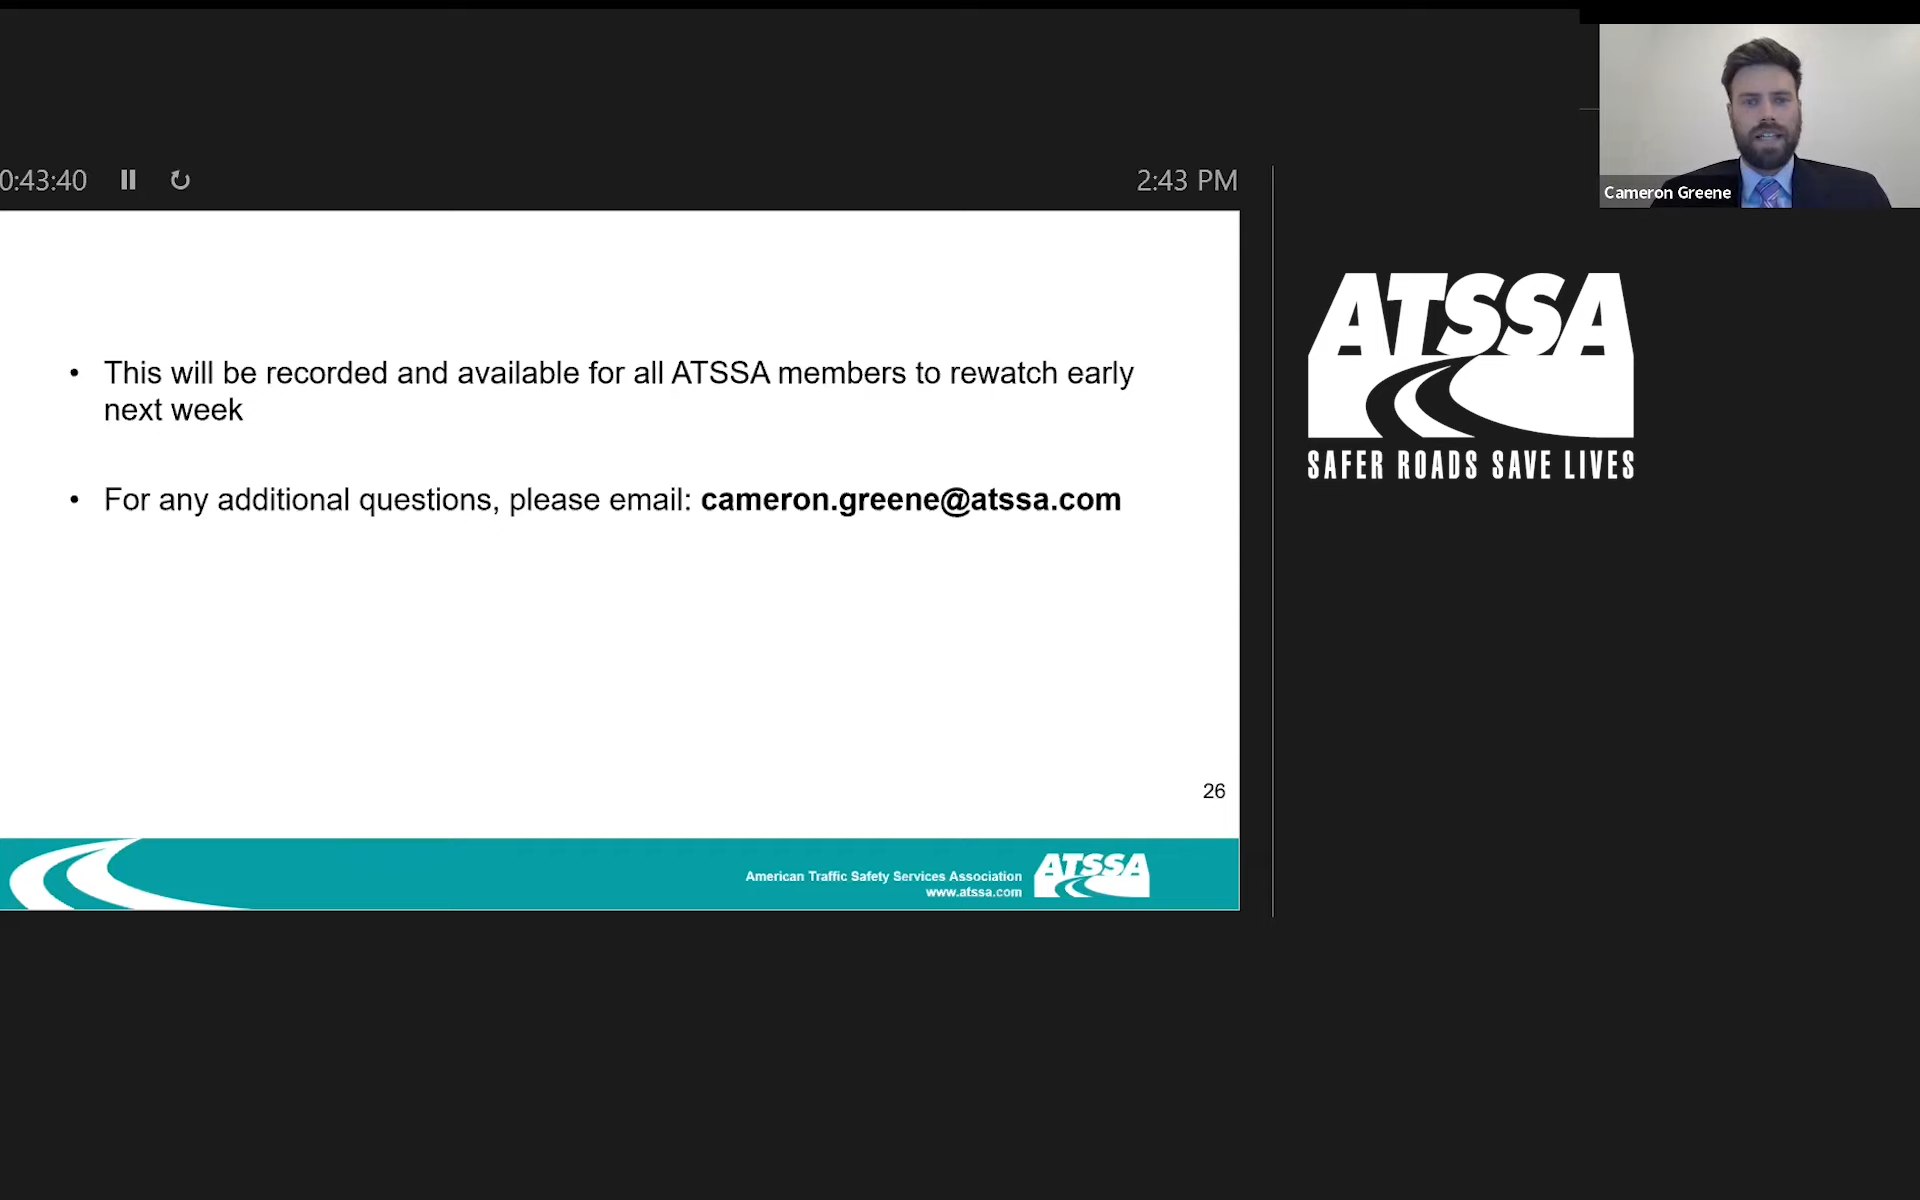 Cameron Greene
0:43:40
2:43 PM
• This will be recorded and available for all ATSSA members to rewatch early
next week
• For any additional questions, please email: cameron.greene@atssa.com
26
American Traffic Safety Services Association
www.atssa.com
ATSSA
ATSSA
SAFER ROADS SAVE LIVES